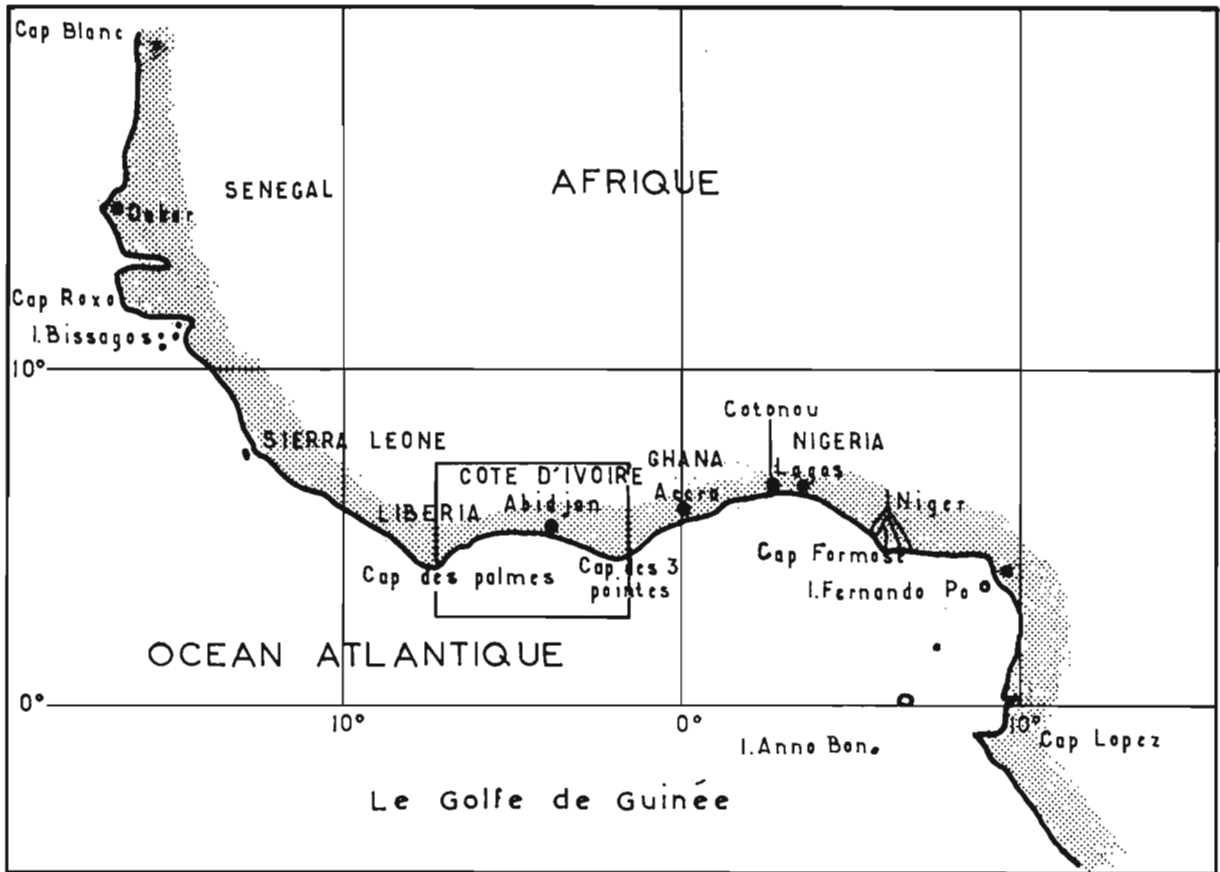 Cap Blanc
AFRIQUE
SENEGAL
Dakar
Cap Roxo
I.Bissagos
10°
Cotonou
SIERRA LEONE
NIGERIA
GHANA
Lagos
COTE D'IVOIRE
Accra
Abidjan
Niger
LIBERIA
Cap Formose
Cap des palmes
Cap des 3
pointes
I.Fernando Po
OCEAN ATLANTIQUE
0°
10°
0°
10°
Cap Lopez
I.Anno Bon
Le Golfe de Guinée